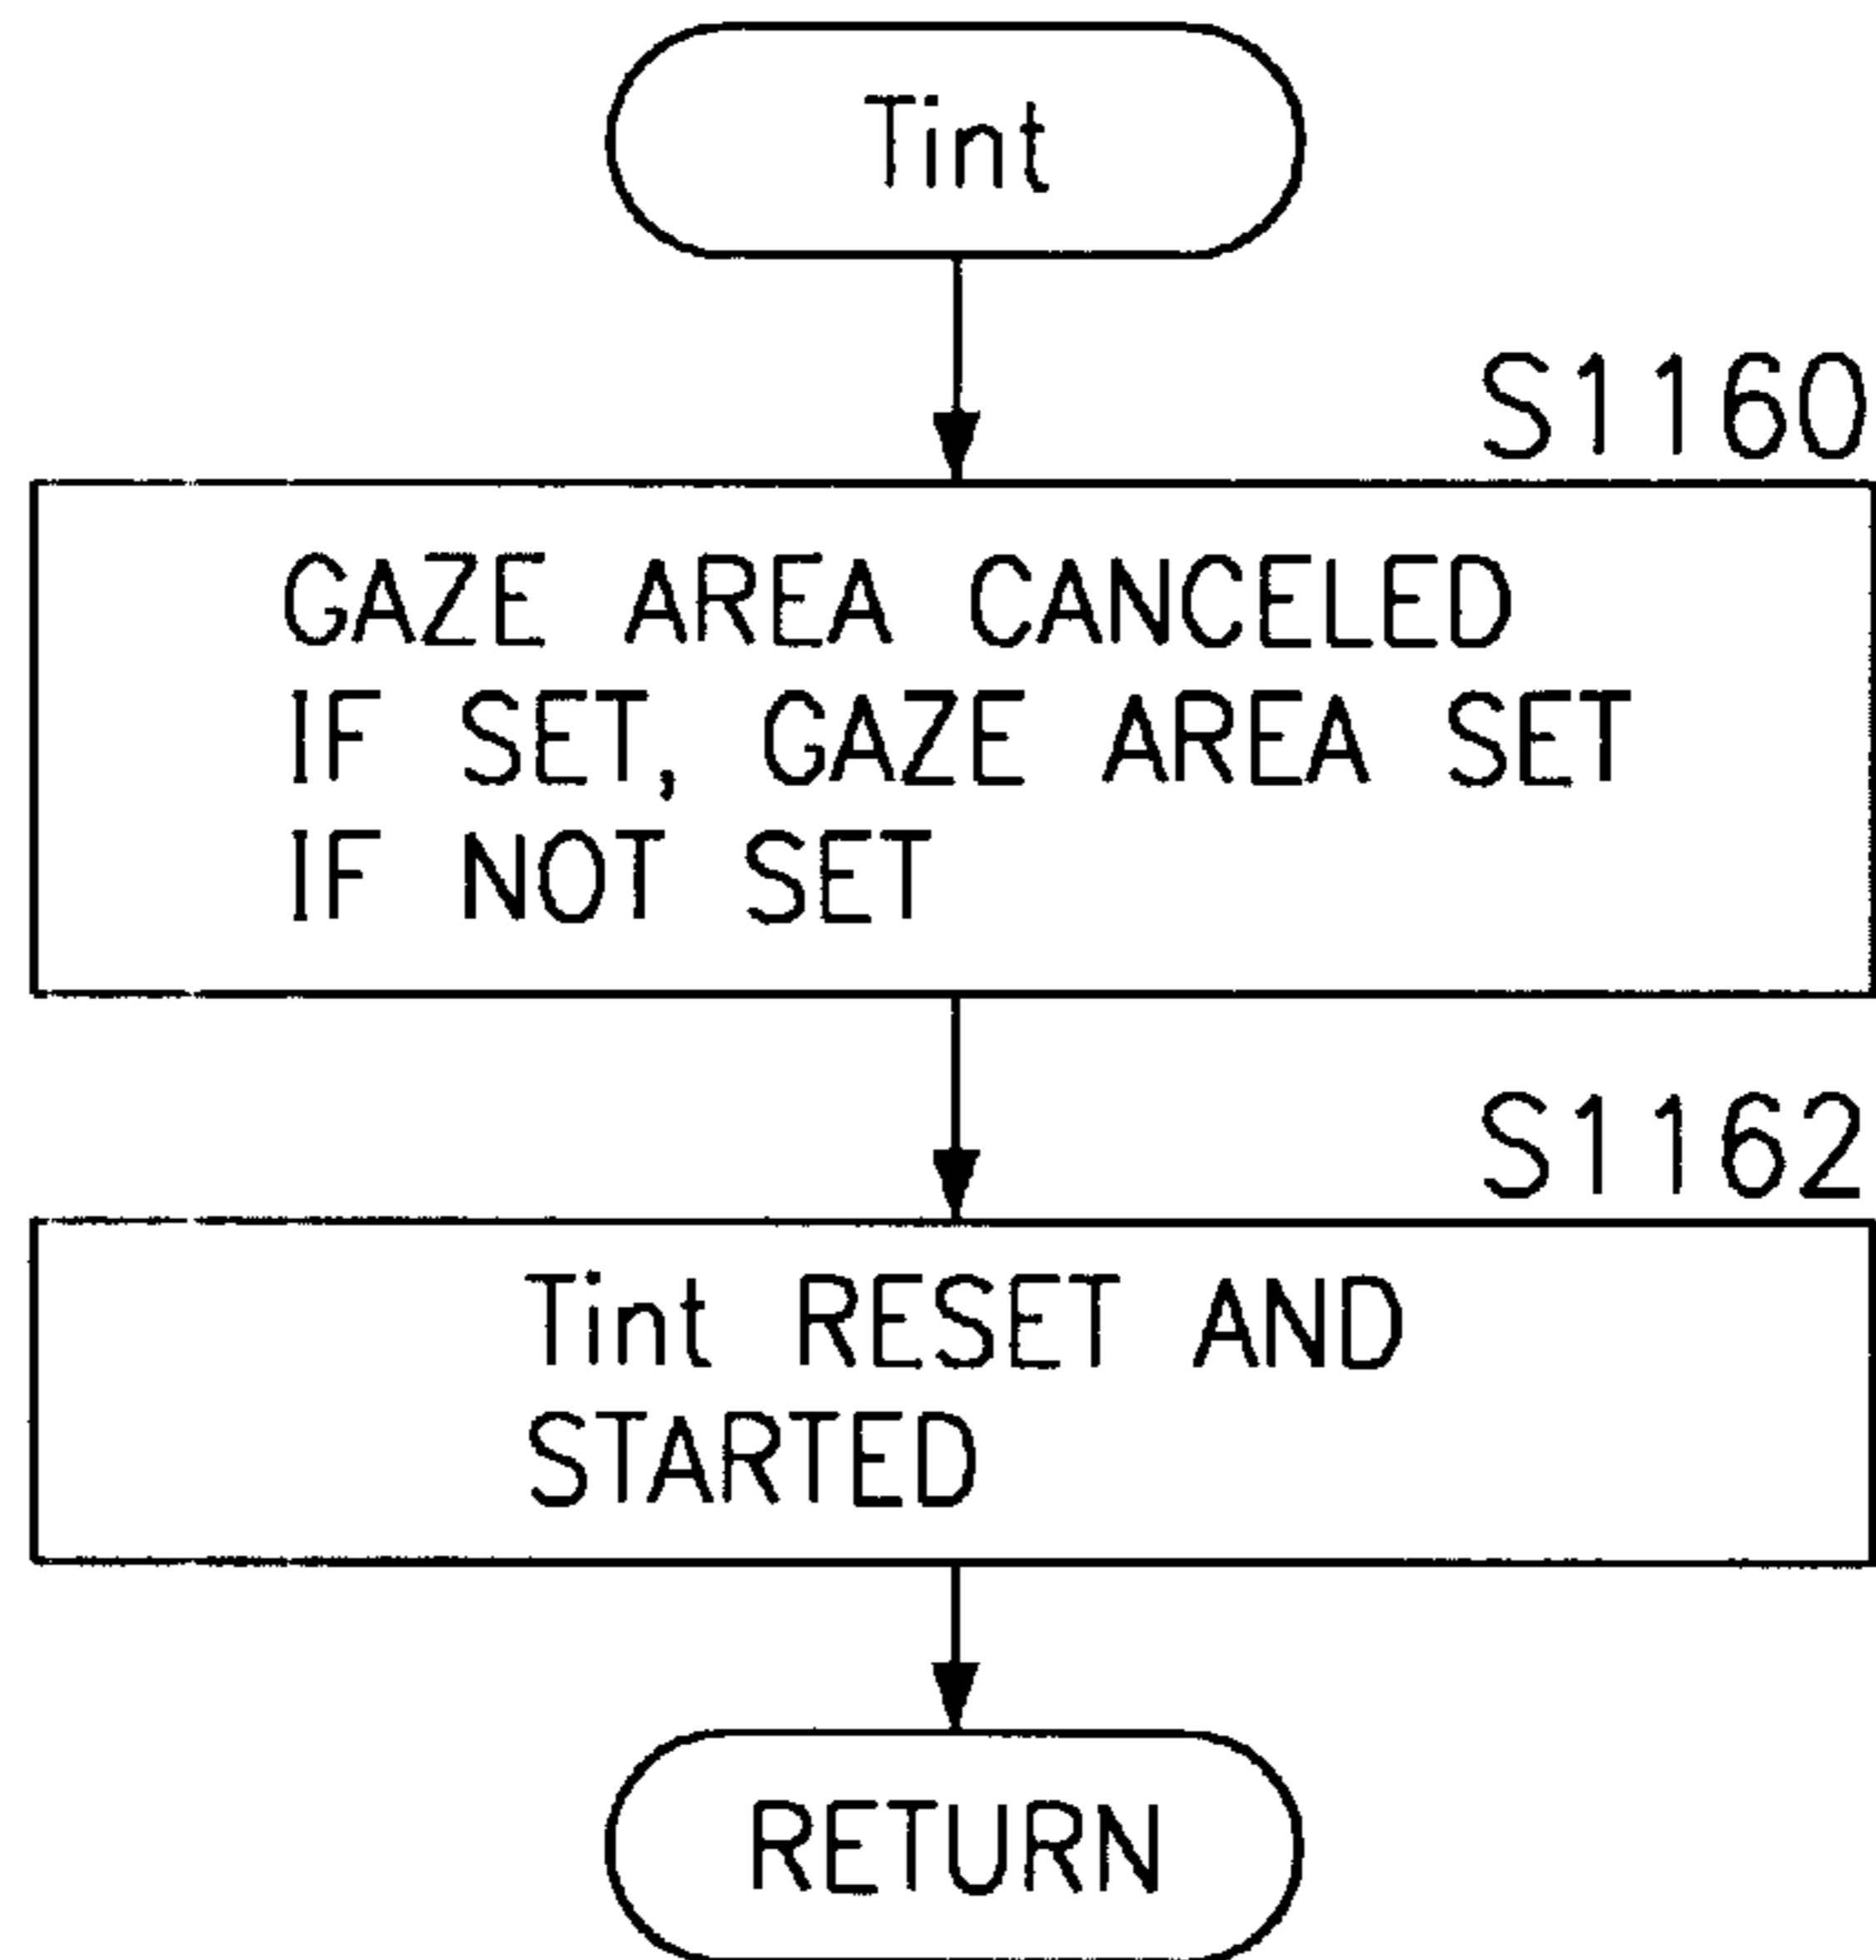 Tint
S1160
GAZE AREA CANCELED
IF SET, GAZE AREA SET
IF NOT SET
S1162
Tint RESET AND
STARTED
RETURN